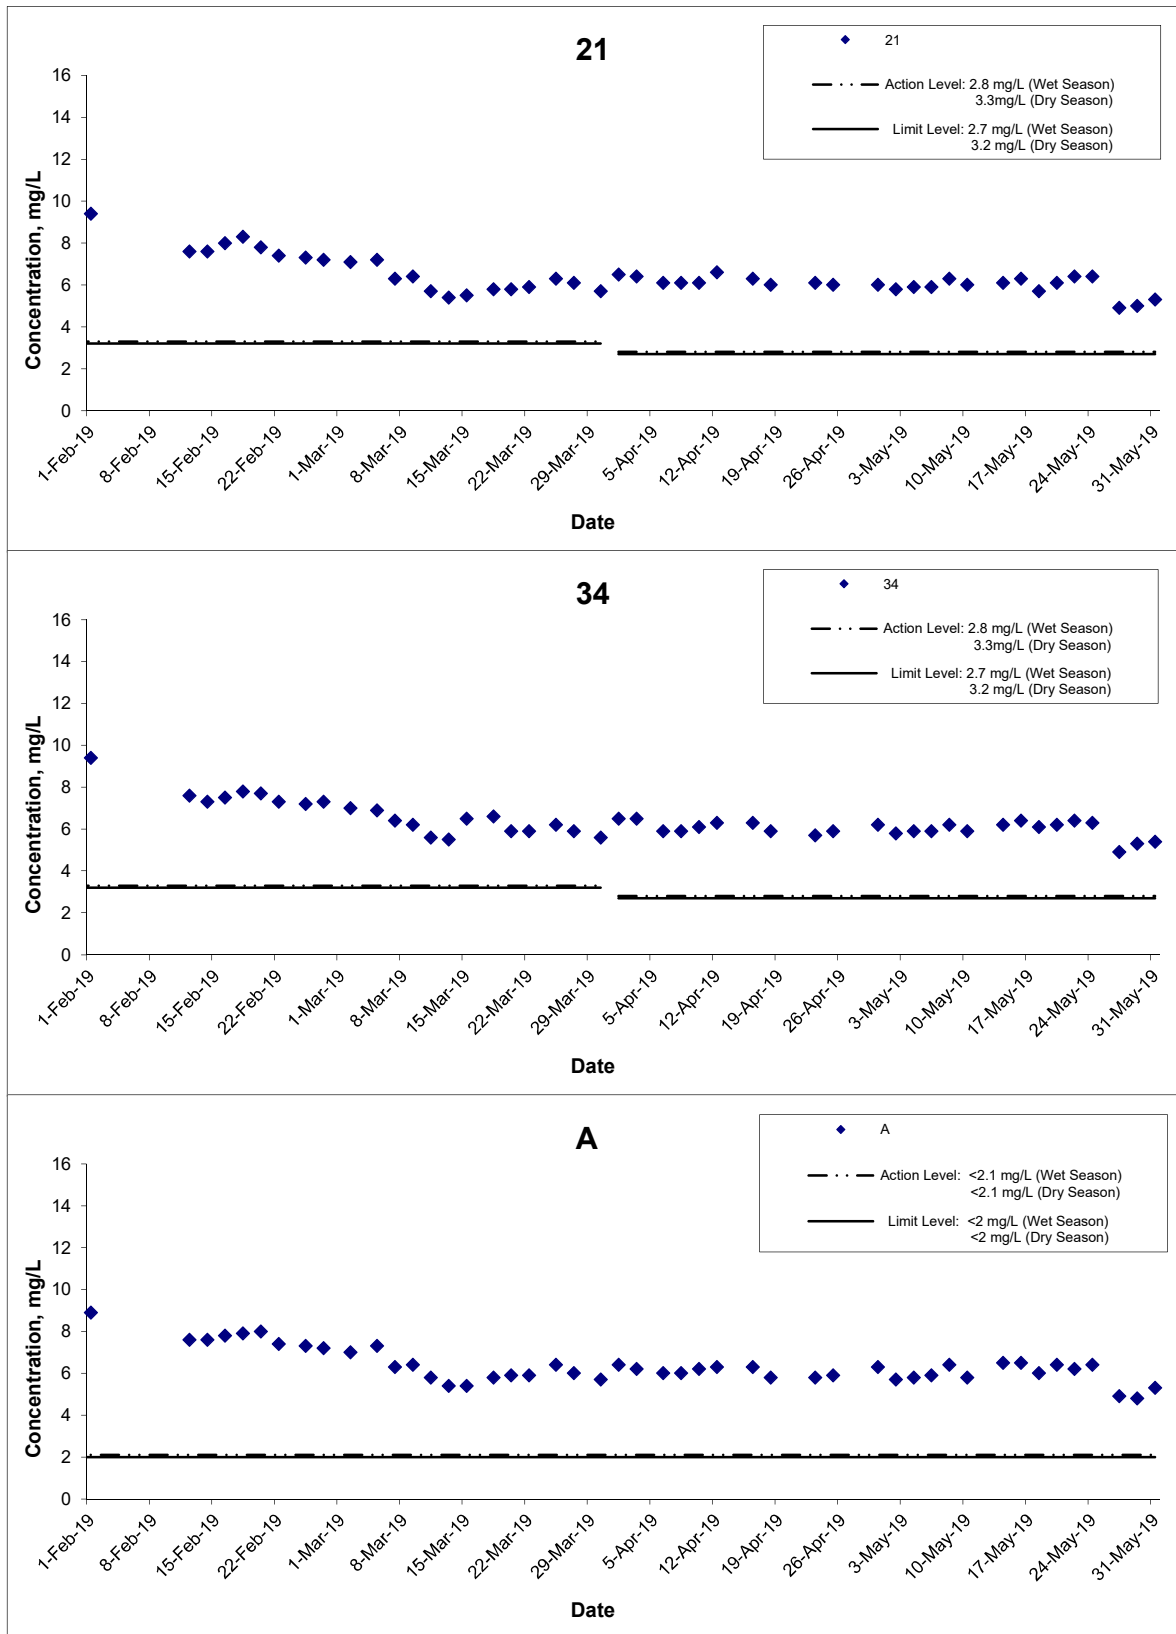 21
21
Action Level: 2.8 mg/L (Wet Season)
3.3mg/L (Dry Season)
Limit Level: 2.7 mg/L (Wet Season)
3.2 mg/L (Dry Season)
Concentration, mg/L
16
14
12
10
8
6
4
2
0
1-Feb-19
8-Feb-19
15-Feb-19
22-Feb-19
1-Mar-19
8-Mar-19
15-Mar-19
22-Mar-19
29-Mar-19
5-Apr-19
12-Apr-19
19-Apr-19
26-Apr-19
3-May-19
10-May-19
17-May-19
24-May-19
31-May-19
Date
34
34
Action Level: 2.8 mg/L (Wet Season)
3.3mg/L (Dry Season)
Limit Level: 2.7 mg/L (Wet Season)
3.2 mg/L (Dry Season)
Concentration, mg/L
16
14
12
10
8
6
4
2
0
1-Feb-19
8-Feb-19
15-Feb-19
22-Feb-19
1-Mar-19
8-Mar-19
15-Mar-19
22-Mar-19
29-Mar-19
5-Apr-19
12-Apr-19
19-Apr-19
26-Apr-19
3-May-19
10-May-19
17-May-19
24-May-19
31-May-19
Date
A
A
Action Level: <2.1 mg/L (Wet Season)
<2.1 mg/L (Dry Season)
Limit Level: <2 mg/L (Wet Season)
<2 mg/L (Dry Season)
Concentration, mg/L
16
14
12
10
8
6
4
2
0
1-Feb-19
8-Feb-19
15-Feb-19
22-Feb-19
1-Mar-19
8-Mar-19
15-Mar-19
22-Mar-19
29-Mar-19
5-Apr-19
12-Apr-19
19-Apr-19
26-Apr-19
3-May-19
10-May-19
17-May-19
24-May-19
31-May-19
Date